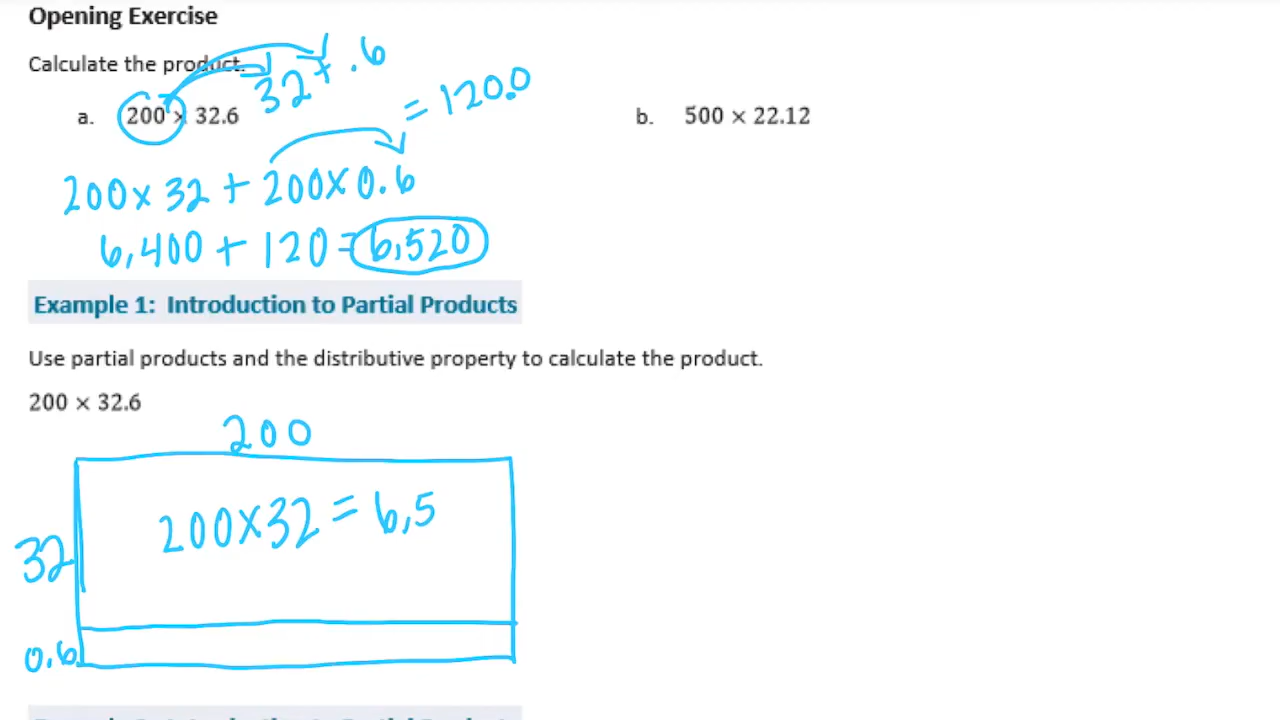 Opening Exercise
Calculate the product.
32 + .6
= 120.0
a. 200 × 32.6
b. 500 × 22.12
200 x 32 + 200 x 0.6
6,400 + 120 = 6,520
Example 1: Introduction to Partial Products
Use partial products and the distributive property to calculate the product.
200 × 32.6
200
200 x 32 = 6,5
32
0.6